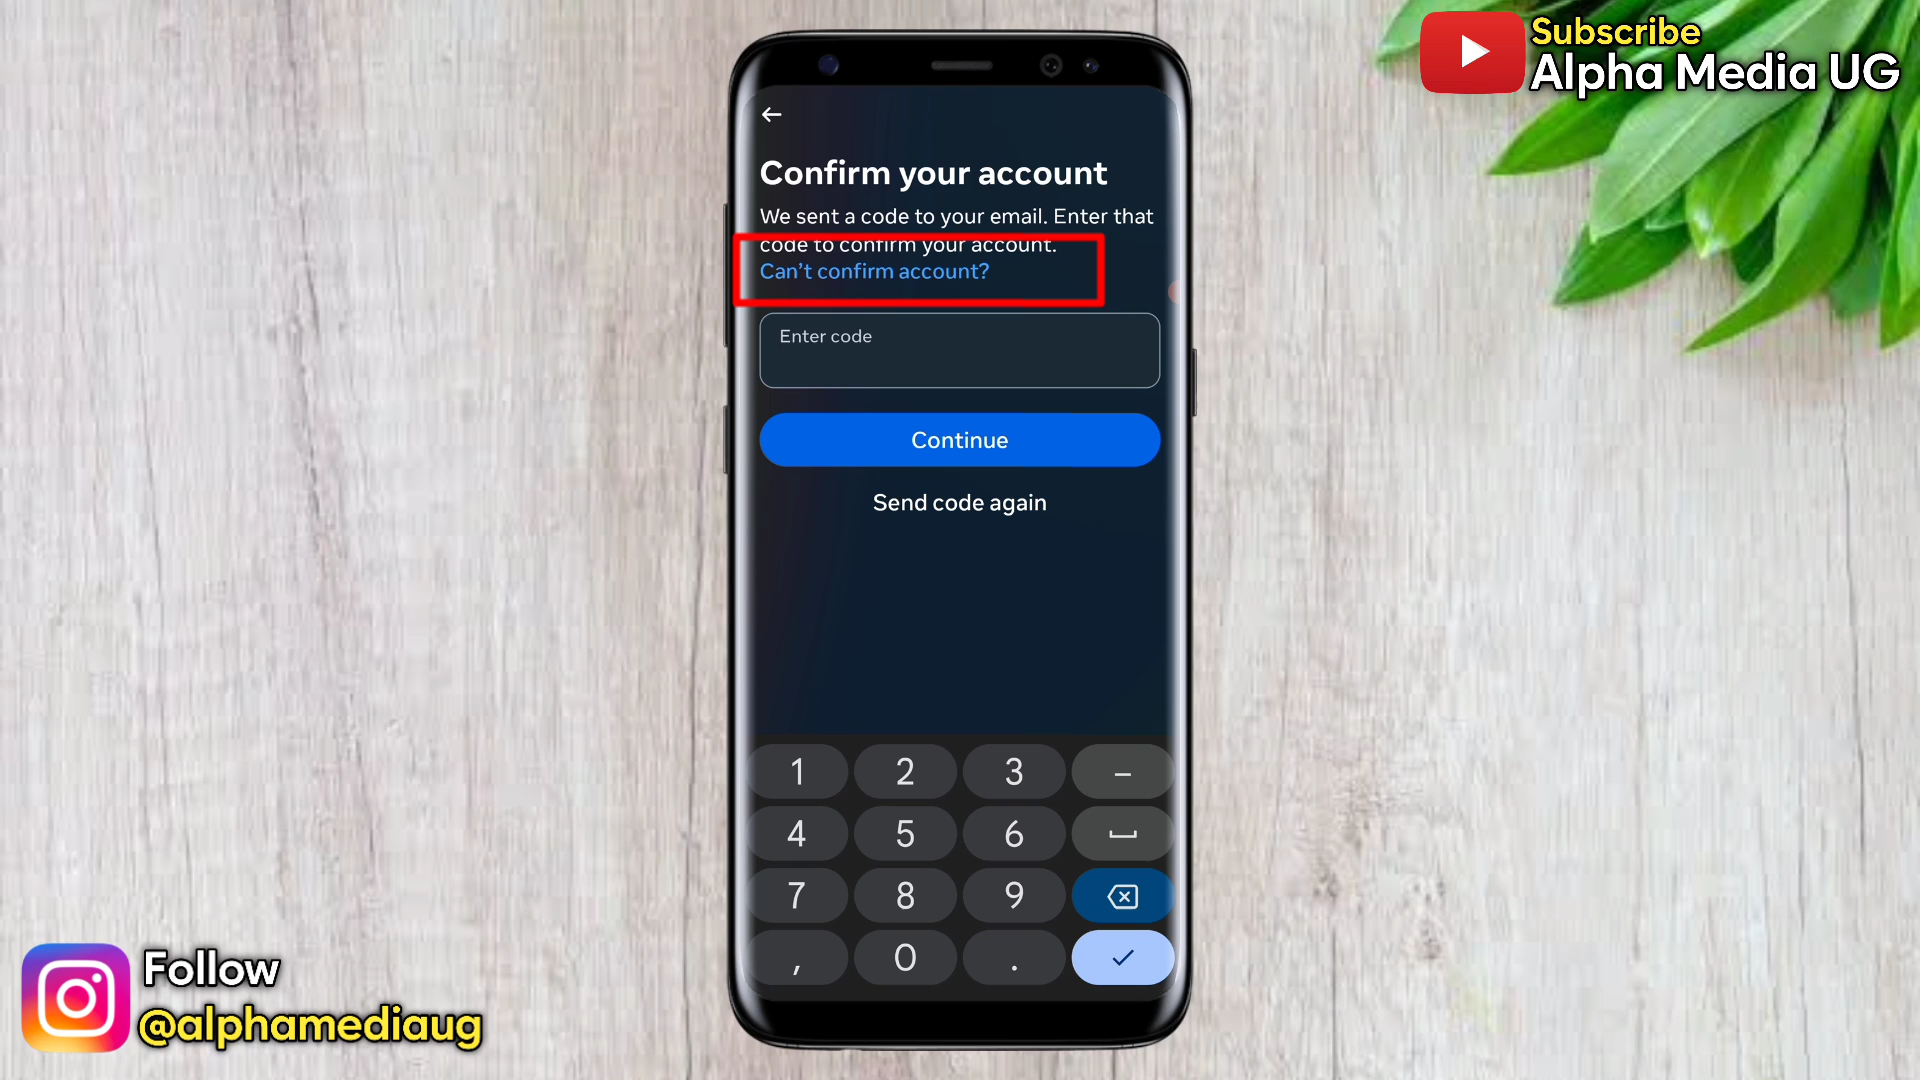 Subscribe
Alpha Media UG
Confirm your account
We sent a code to your email. Enter that
code to confirm your account.
Can't confirm account?
Enter code
Continue
Send code again
1 2 3 –
4 5 6
7 8 9
, 0 .
Follow
@alphamediaug